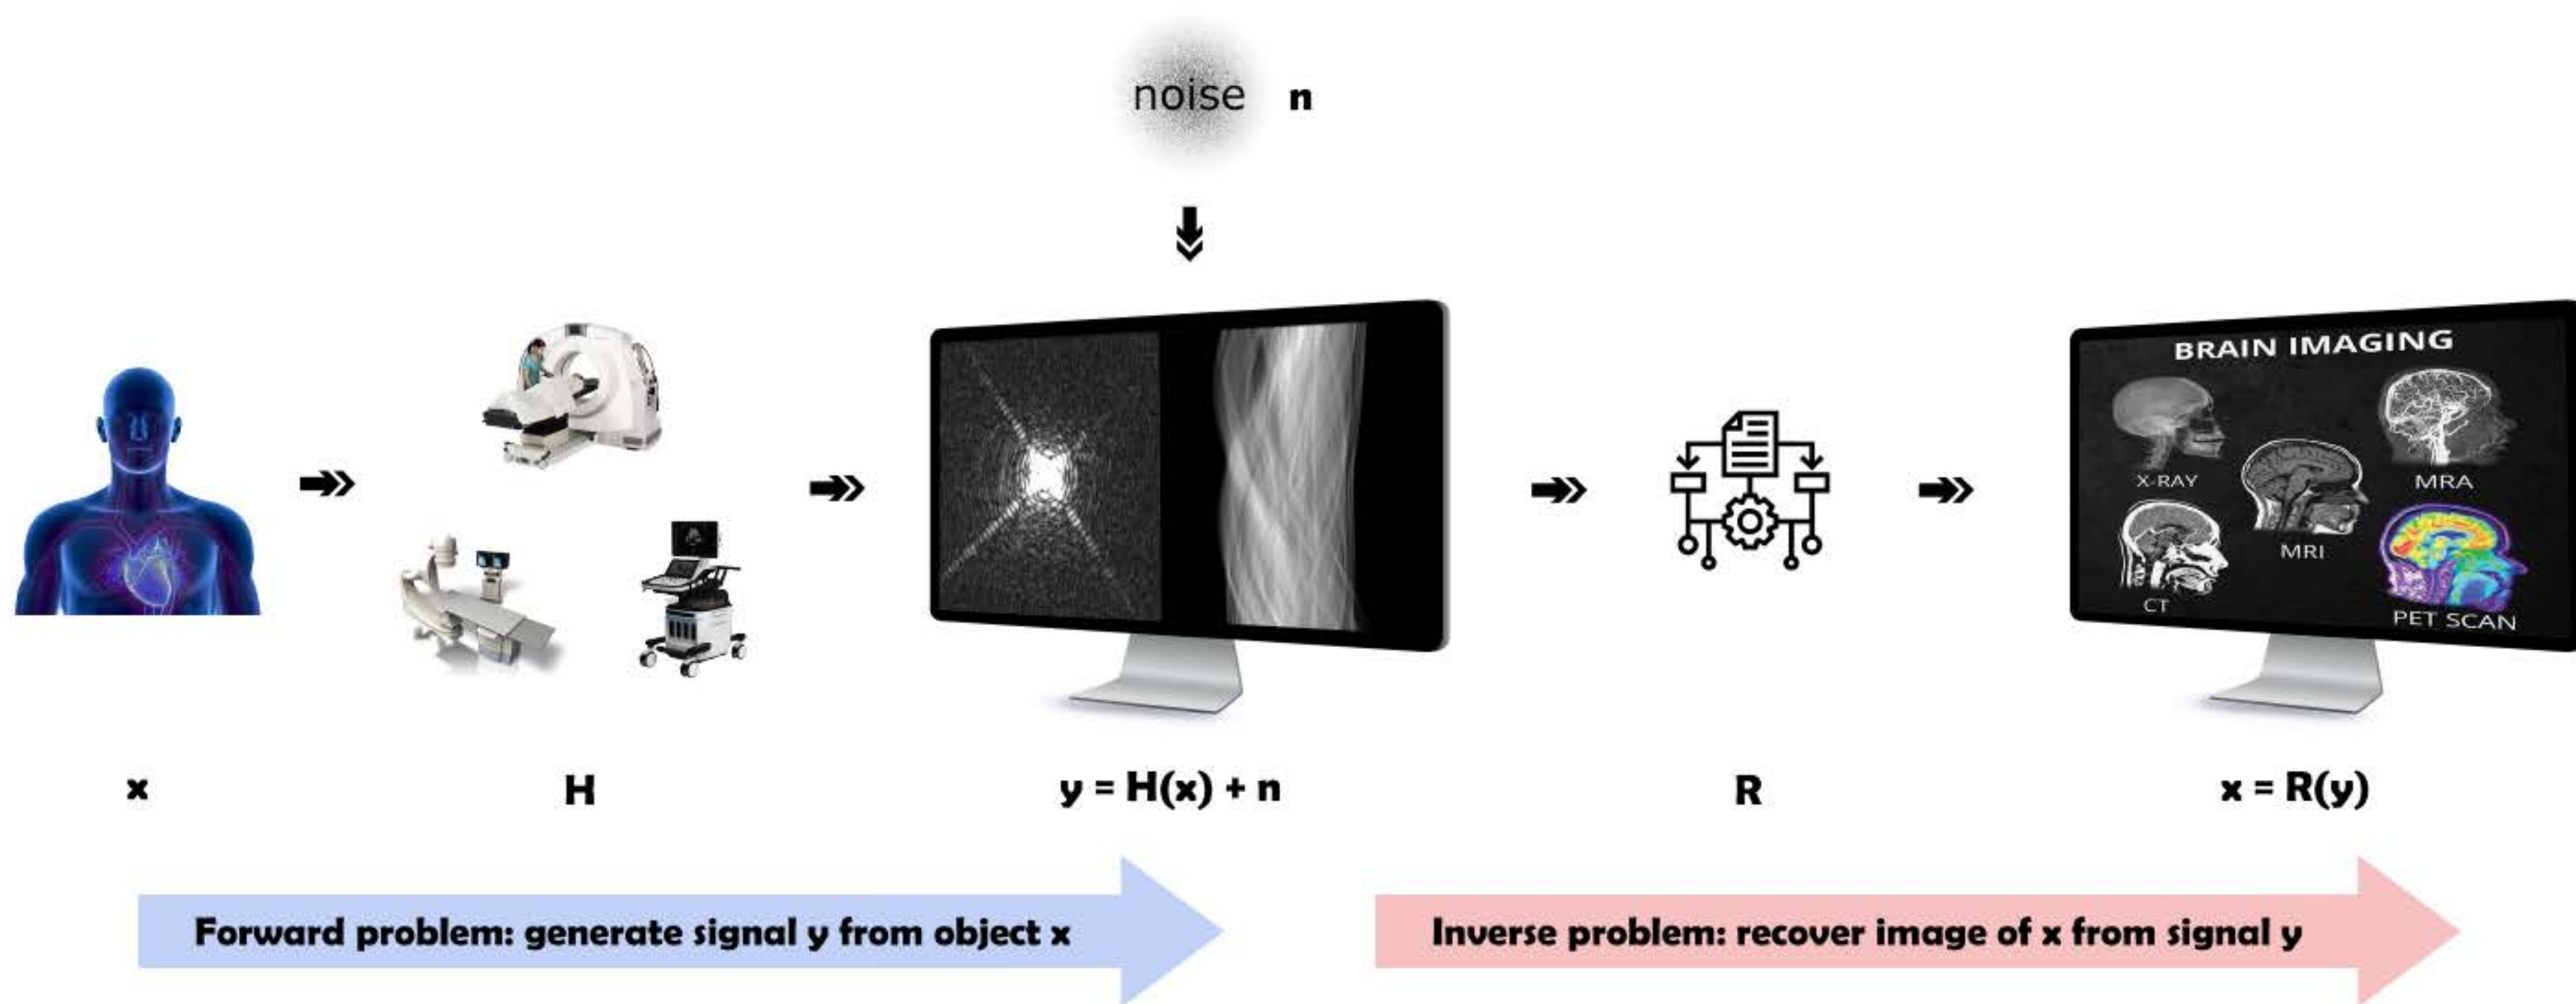 noise n
BRAIN IMAGING
X-RAY
MRA
MRI
CT
PET SCAN
x
H
y = H(x) + n
R
x = R(y)
Forward problem: generate signal y from object x
Inverse problem: recover image of x from signal y